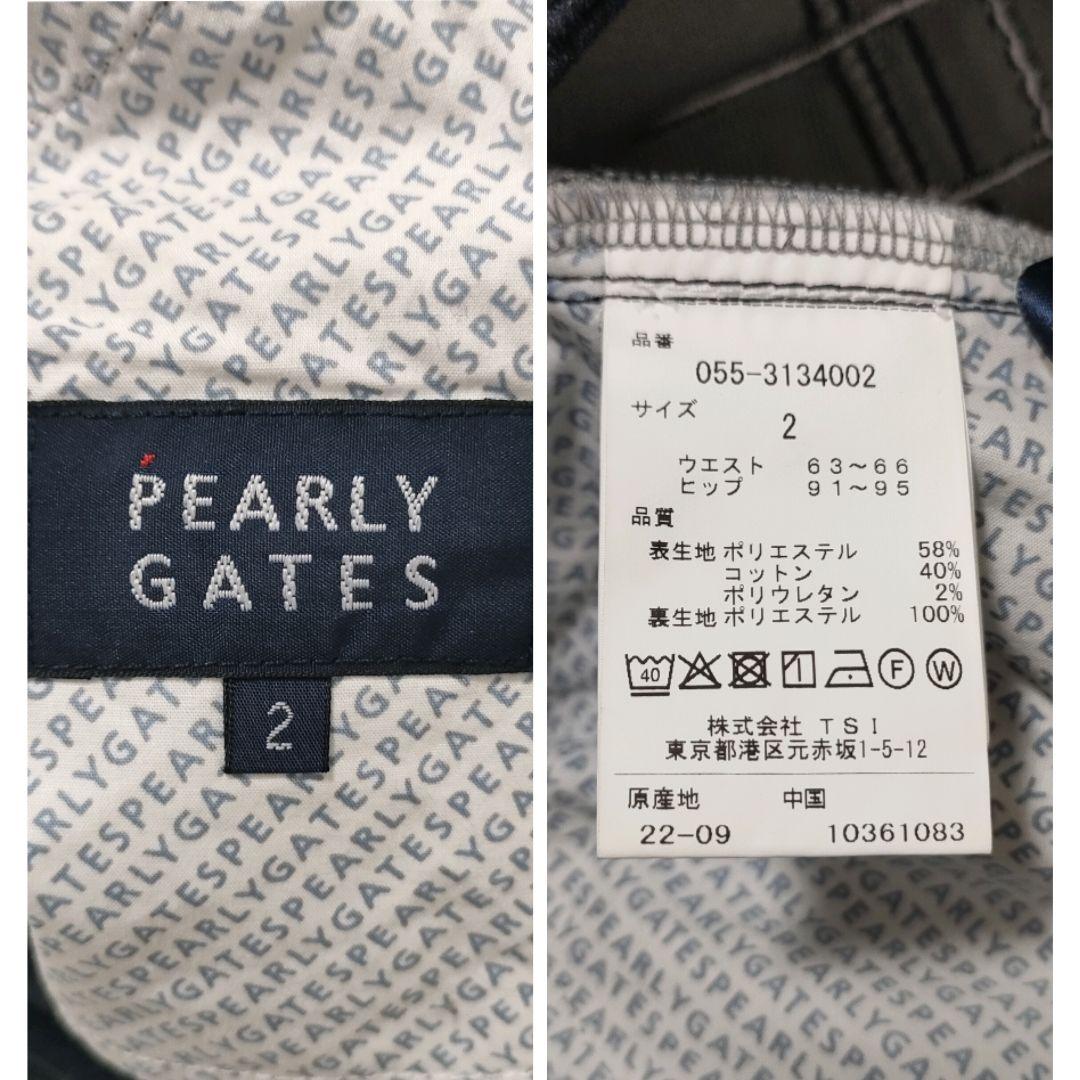 PEARLY
GATES
2
品番
055-3134002
サイズ
2
ウエスト 63～66
ヒップ 91～95
品質
表生地 ポリエステル 58%
コットン 40%
ポリウレタン 2%
裏生地 ポリエステル 100%
40 F W
株式会社 TSI
東京都港区元赤坂1-5-12
原産地 中国
22-09 10361083